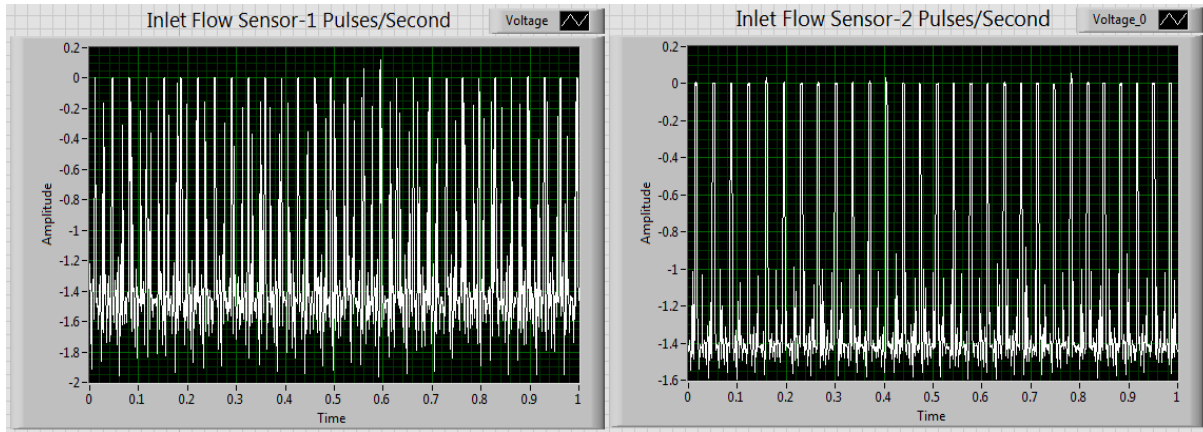 Inlet Flow Sensor-1 Pulses/Second
Voltage
0.2
0
-0.2
-0.4
-0.6
-0.8
-1
-1.2
-1.4
-1.6
-1.8
-2
Amplitude
0 0.1 0.2 0.3 0.4 0.5 0.6 0.7 0.8 0.9 1
Time
Inlet Flow Sensor-2 Pulses/Second
Voltage_0
0.2
0
-0.2
-0.4
-0.6
-0.8
-1
-1.2
-1.4
-1.6
Amplitude
0 0.1 0.2 0.3 0.4 0.5 0.6 0.7 0.8 0.9 1
Time